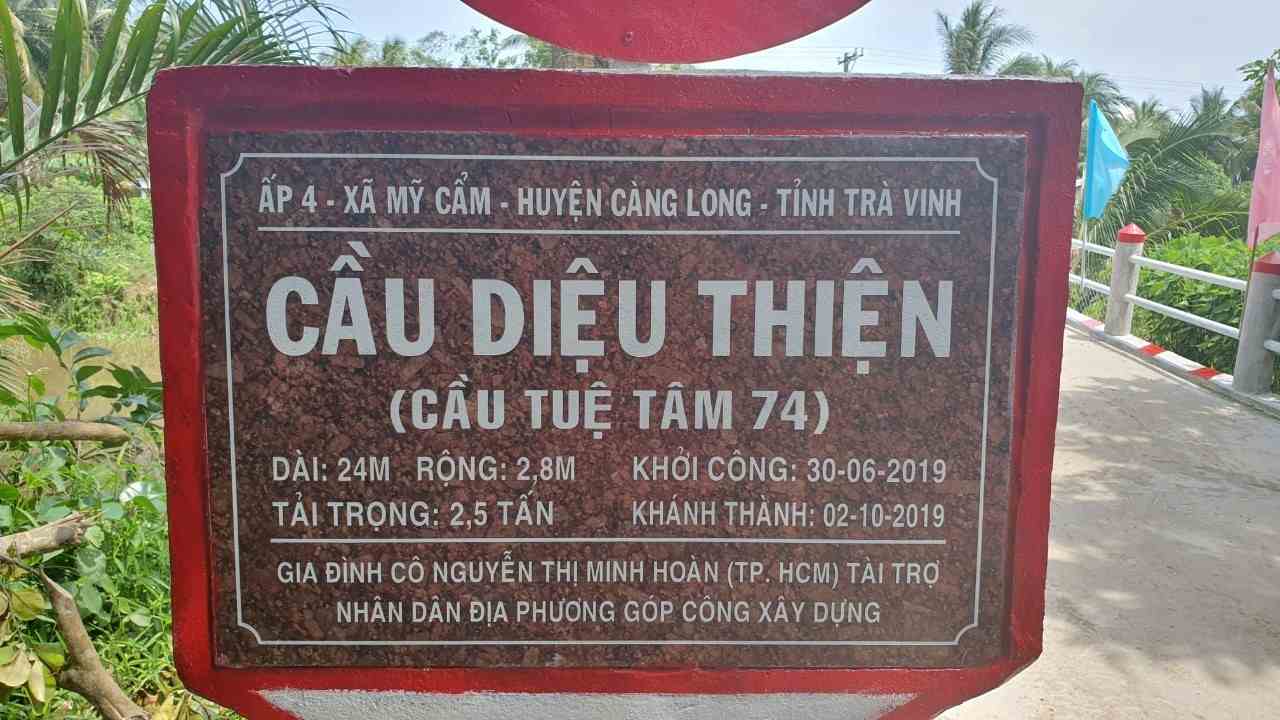 ẤP 4 - XÃ MỸ CẨM - HUYỆN CÀNG LONG - TỈNH TRÀ VINH
CẦU DIỆU THIỆN
(CẦU TUỆ TÂM 74)
DÀI: 24M RỘNG: 2,8M KHỞI CÔNG: 30-06-2019
TẢI TRỌNG: 2,5 TẤN KHÁNH THÀNH: 02-10-2019
GIA ĐÌNH CÔ NGUYỄN THỊ MINH HOÀN (TP. HCM) TÀI TRỢ
NHÂN DÂN ĐỊA PHƯƠNG GÓP CÔNG XÂY DỰNG